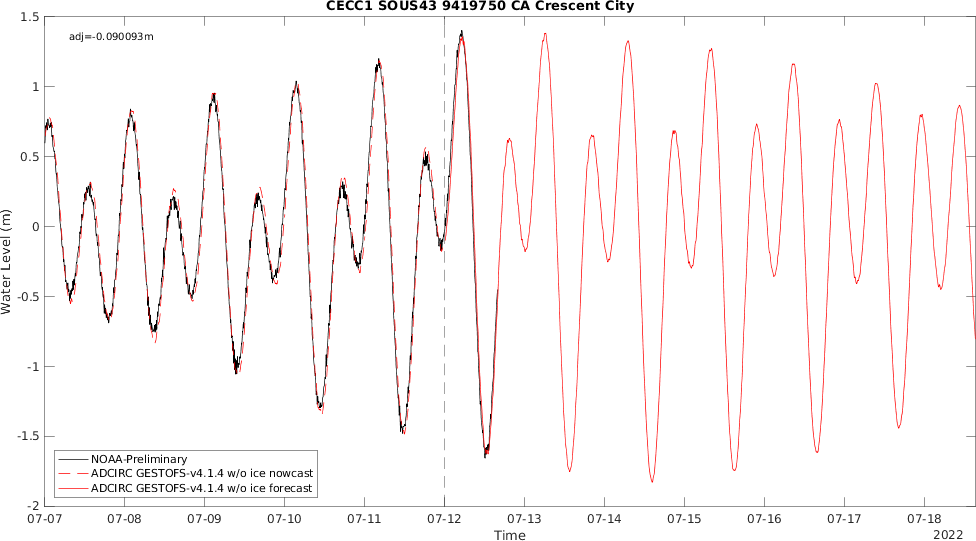 CECC1 SOUS43 9419750 CA Crescent City
adj=-0.090093m
1.5
1
0.5
0
-0.5
-1
-1.5
-2
Water Level (m)
NOAA-Preliminary
ADCIRC GESTOFS-v4.1.4 w/o ice nowcast
ADCIRC GESTOFS-v4.1.4 w/o ice forecast
07-07 07-08 07-09 07-10 07-11 07-12 07-13 07-14 07-15 07-16 07-17 07-18
Time
2022